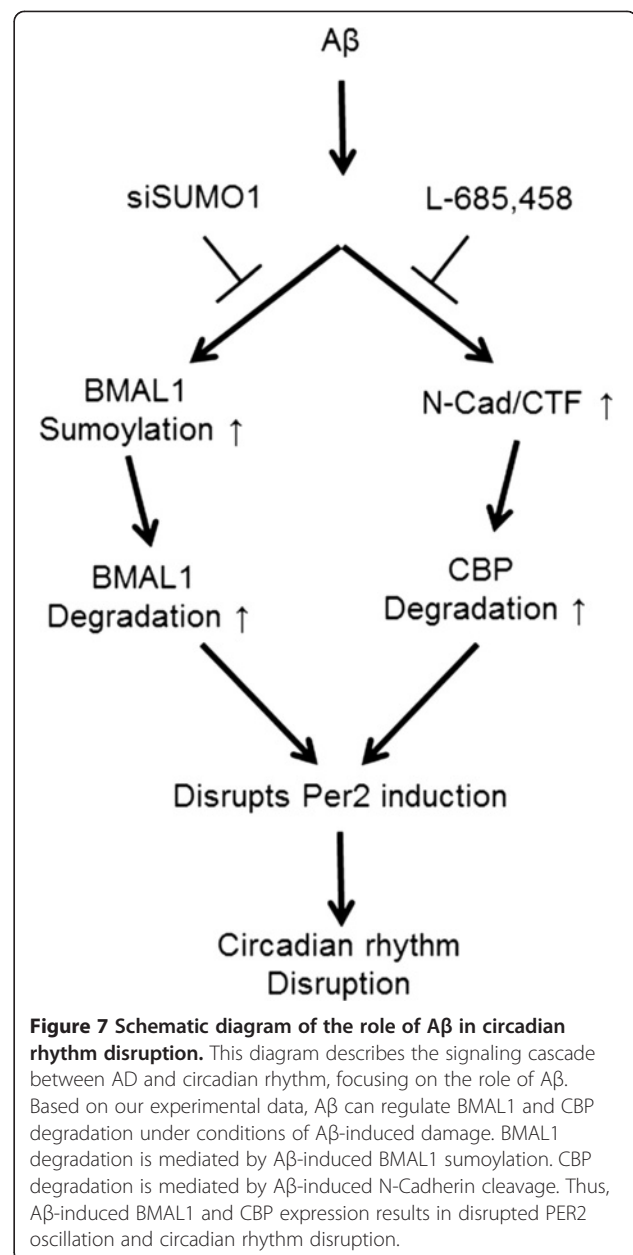 Aβ
siSUMO1 L-685,458
BMAL1
Sumoylation ↑
N-Cad/CTF ↑
BMAL1
Degradation ↑
CBP
Degradation ↑
Disrupts Per2 induction
Circadian rhythm
Disruption
Figure 7 Schematic diagram of the role of Aβ in circadian
rhythm disruption. This diagram describes the signaling cascade
between AD and circadian rhythm, focusing on the role of Aβ.
Based on our experimental data, Aβ can regulate BMAL1 and CBP
degradation under conditions of Aβ-induced damage. BMAL1
degradation is mediated by Aβ-induced BMAL1 sumoylation. CBP
degradation is mediated by Aβ-induced N-Cadherin cleavage. Thus,
Aβ-induced BMAL1 and CBP expression results in disrupted PER2
oscillation and circadian rhythm disruption.